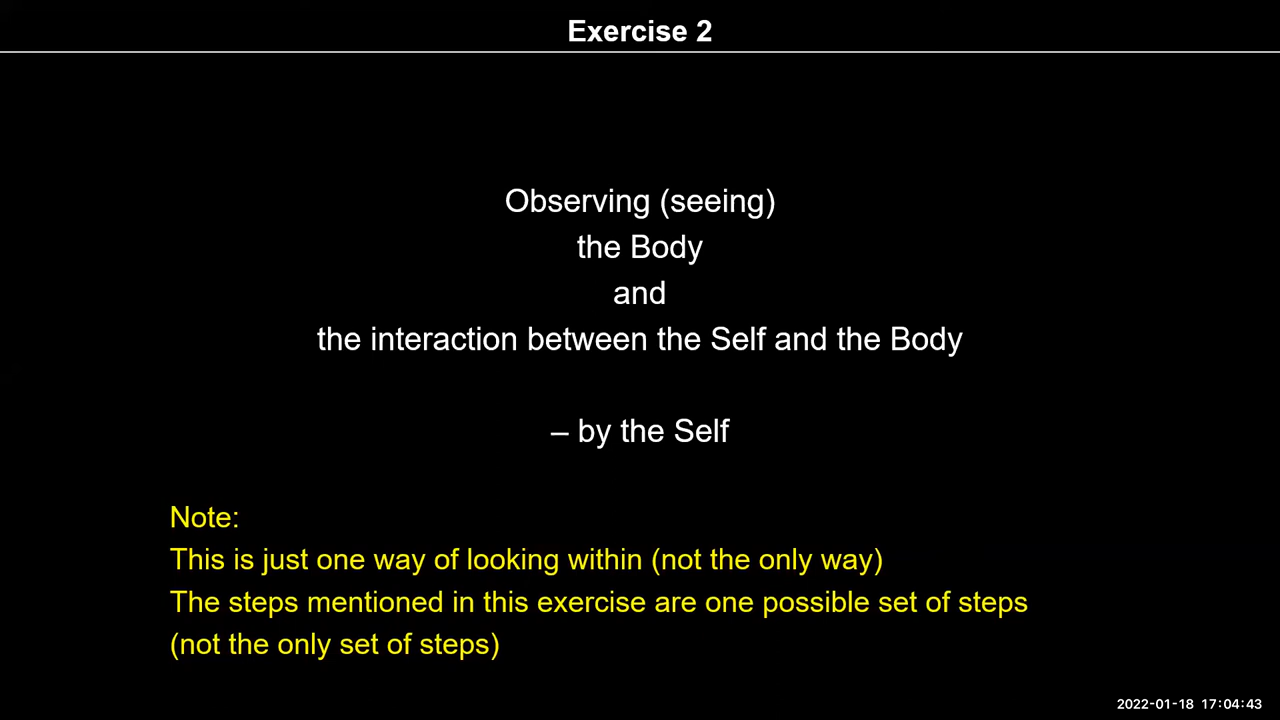 Exercise 2
Observing (seeing)
the Body
and
the interaction between the Self and the Body
– by the Self
Note:
This is just one way of looking within (not the only way)
The steps mentioned in this exercise are one possible set of steps
(not the only set of steps)
2022-01-18 17:04:43